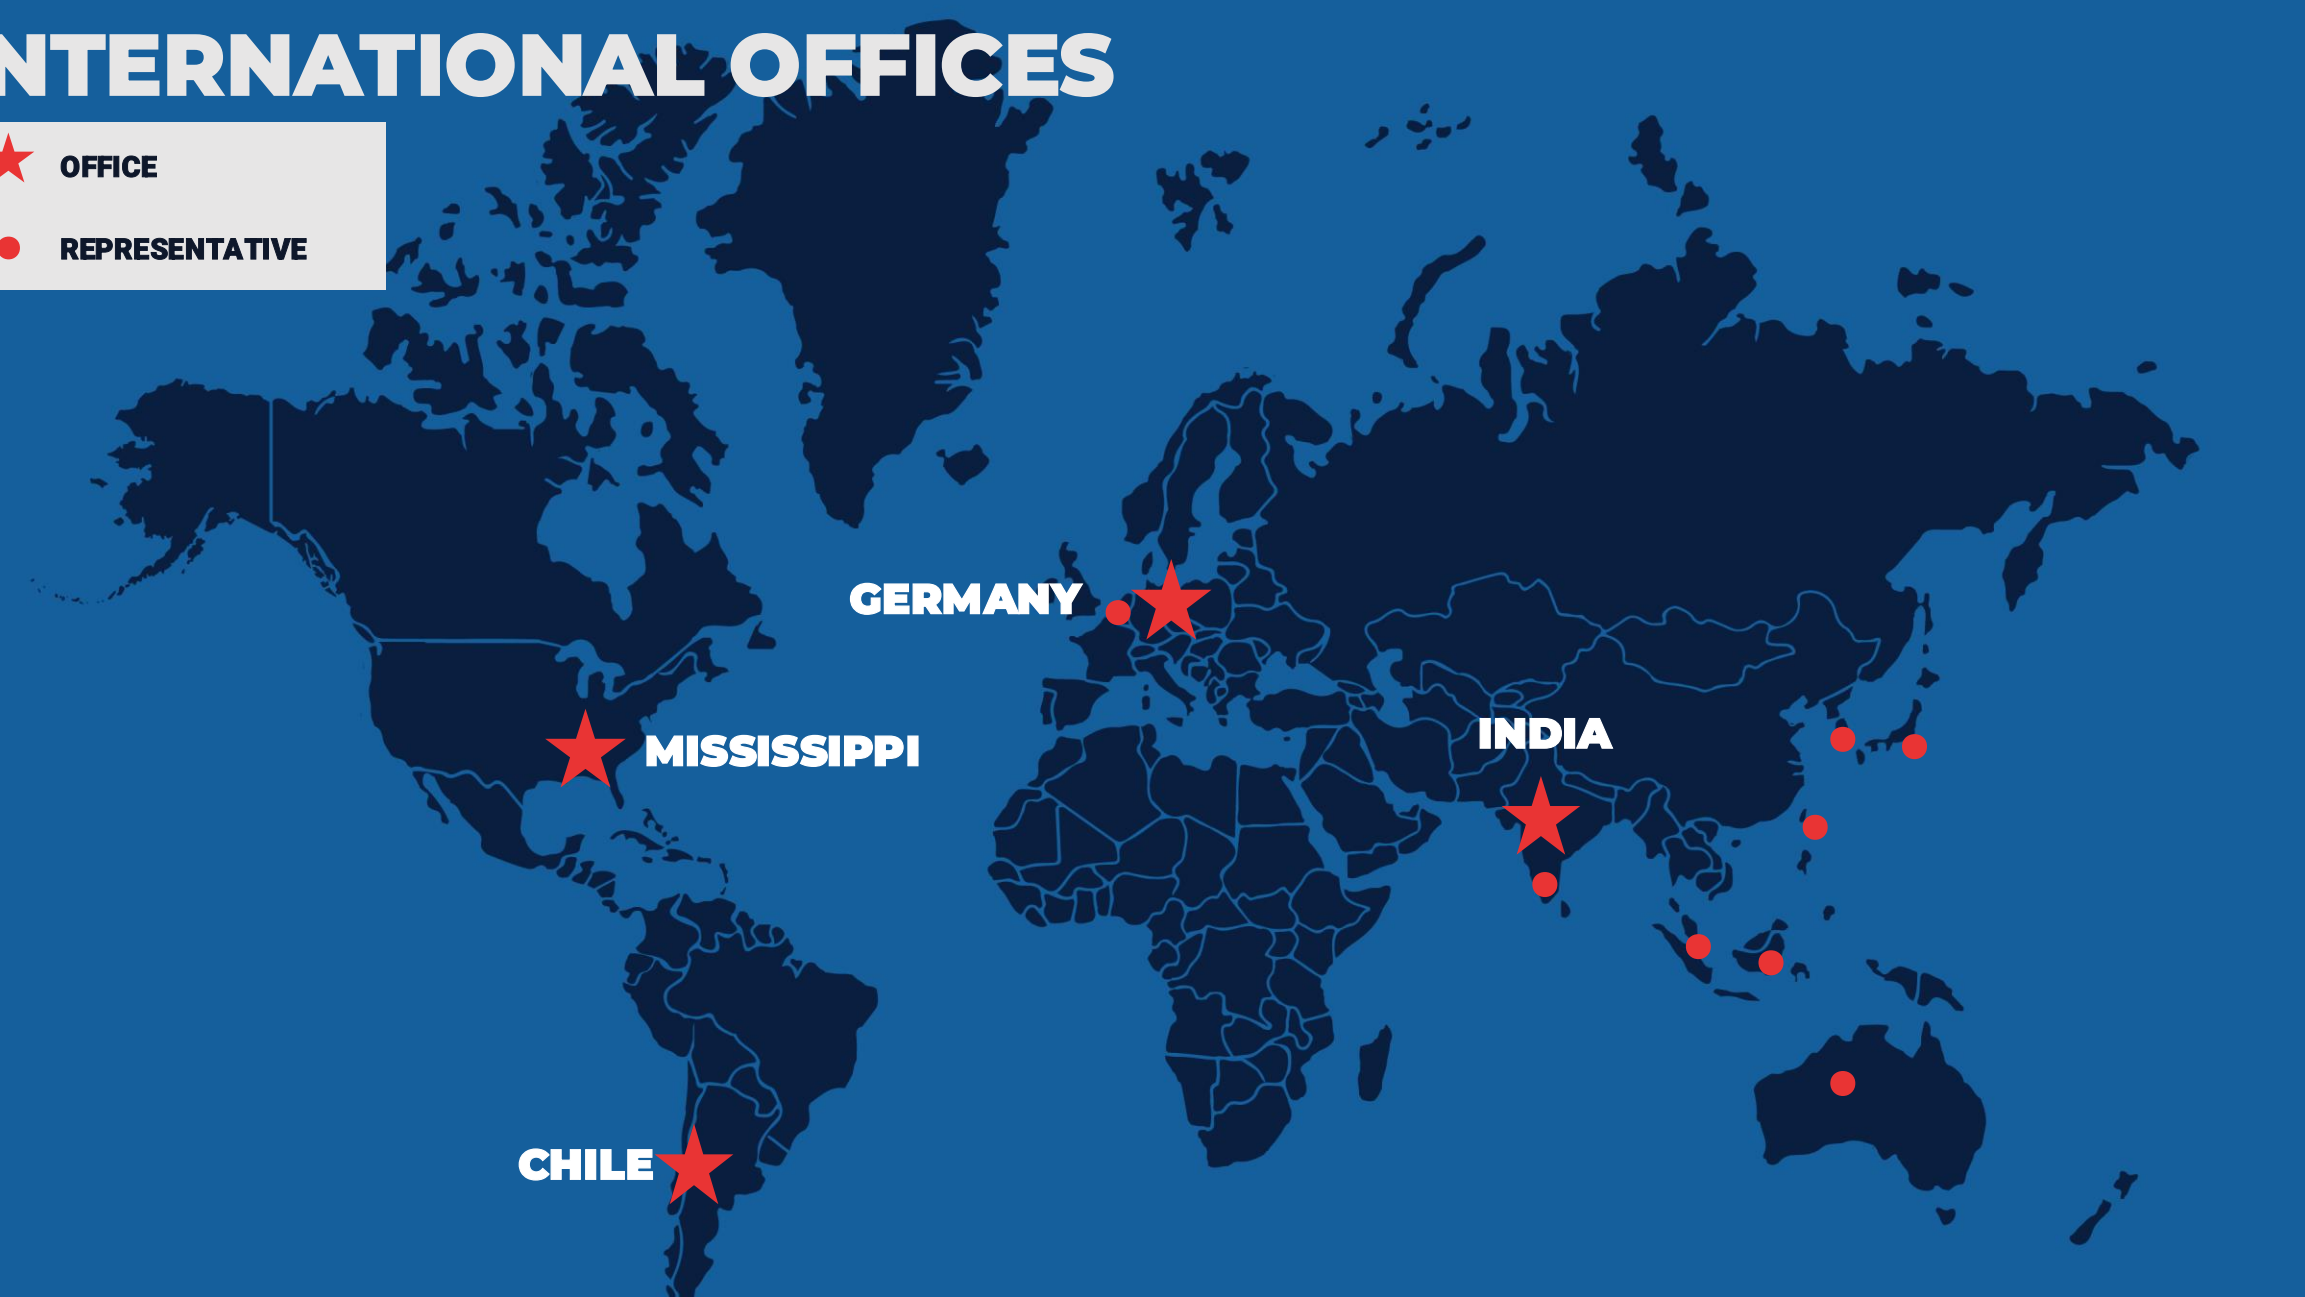 NTERNATIONAL OFFICES
OFFICE
REPRESENTATIVE
GERMANY
INDIA
MISSISSIPPI
CHILE